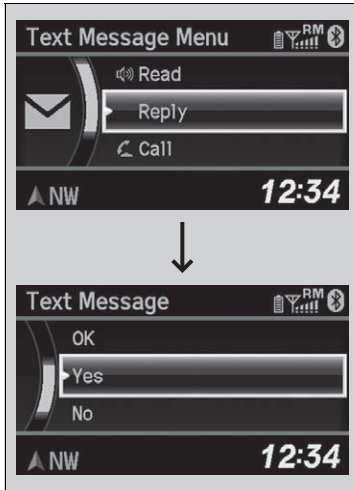 Text Message Menu RM
Read
Reply
Call
NW 12:34
Text Message RM
OK
Yes
No
NW 12:34